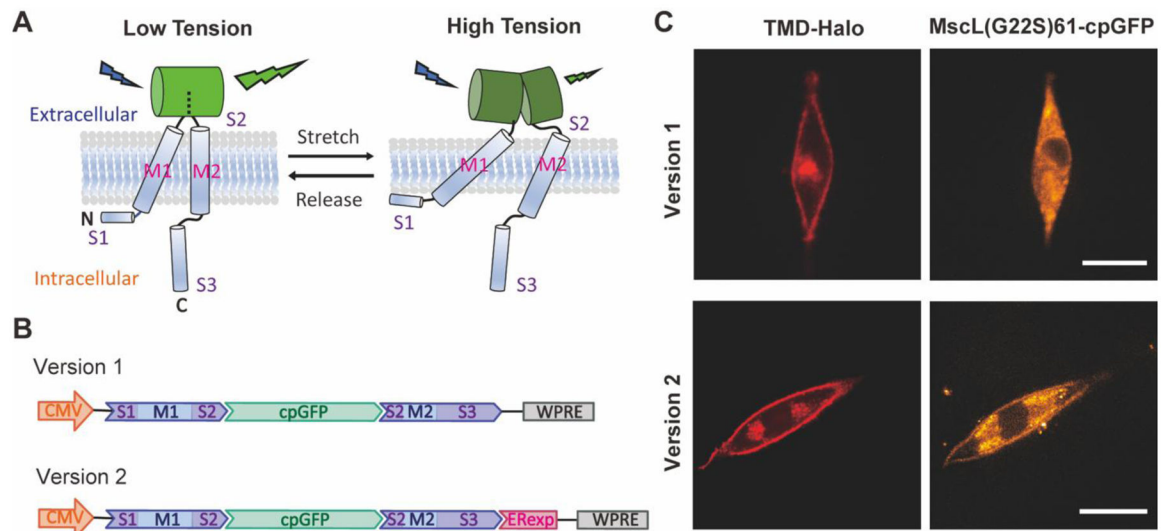 A
Low Tension
High Tension
Extracellular
S2
S2
M1
M2
M1
M2
Stretch
Release
N
S1
S1
Intracellular
S3
S3
C
B
Version 1
CMV S1 M1 S2 cpGFP S2 M2 S3 WPRE
Version 2
CMV S1 M1 S2 cpGFP S2 M2 S3 ERexp WPRE
C
TMD-Halo
MscL(G22S)61-cpGFP
Version 1
Version 2